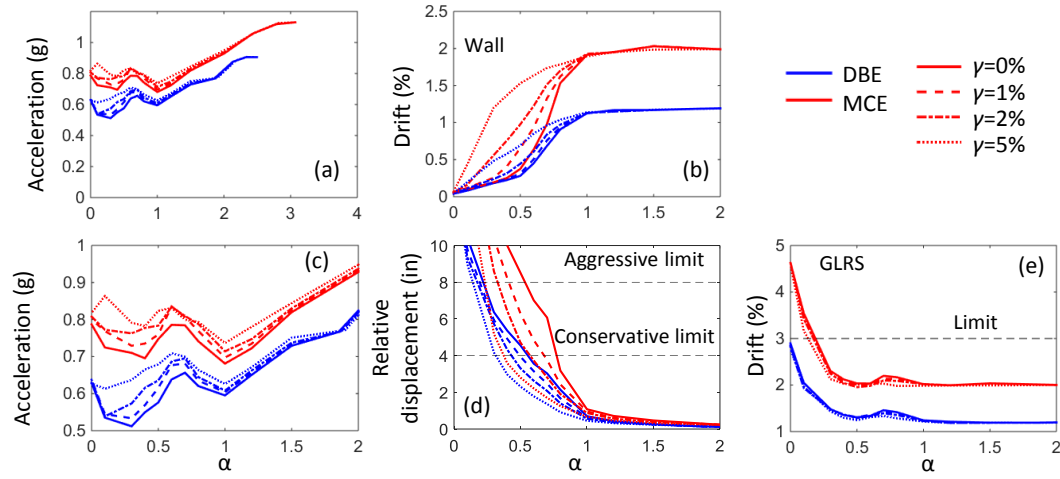 Acceleration (g)
1
0.8
0.6
0.4
0.2
0
0 1 2 3 4
(a)
Drift (%)
2.5
2
1.5
1
0.5
0
0 0.5 1 1.5 2
Wall
(b)
DBE
MCE
γ=0%
γ=1%
γ=2%
γ=5%
Acceleration (g)
1
0.9
0.8
0.7
0.6
0.5
0 0.5 1 1.5 2
α
(c)
Relative
displacement (in)
10
8
6
4
2
0
0 0.5 1 1.5 2
α
Aggressive limit
Conservative limit
(d)
Drift (%)
5
4
3
2
1
0
0 0.5 1 1.5 2
α
GLRS
(e)
Limit